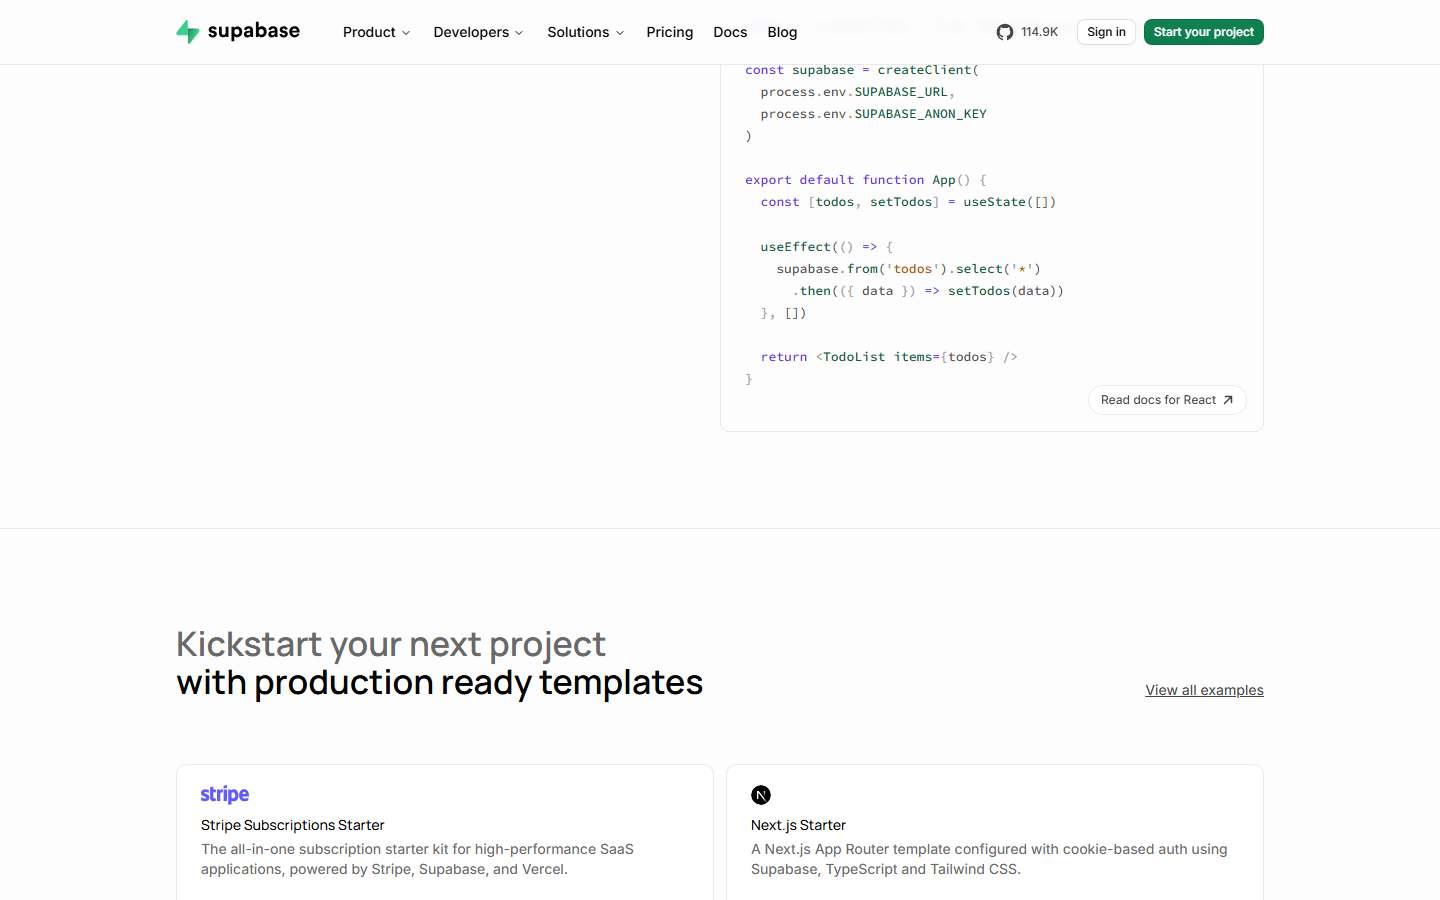 supabase
Product
Developers
Solutions
Pricing
Docs
Blog
114.9K
Sign in
Start your project
const supabase = createClient(
process.env.SUPABASE_URL,
process.env.SUPABASE_ANON_KEY
)
export default function App() {
const [todos, setTodos] = useState([])
useEffect(() => {
supabase.from('todos').select('*')
.then(({ data }) => setTodos(data))
}, [])
return <TodoList items={todos} />
}
Read docs for React
Kickstart your next project
with production ready templates
View all examples
stripe
Stripe Subscriptions Starter
The all-in-one subscription starter kit for high-performance SaaS
applications, powered by Stripe, Supabase, and Vercel.
N
Next.js Starter
A Next.js App Router template configured with cookie-based auth using
Supabase, TypeScript and Tailwind CSS.